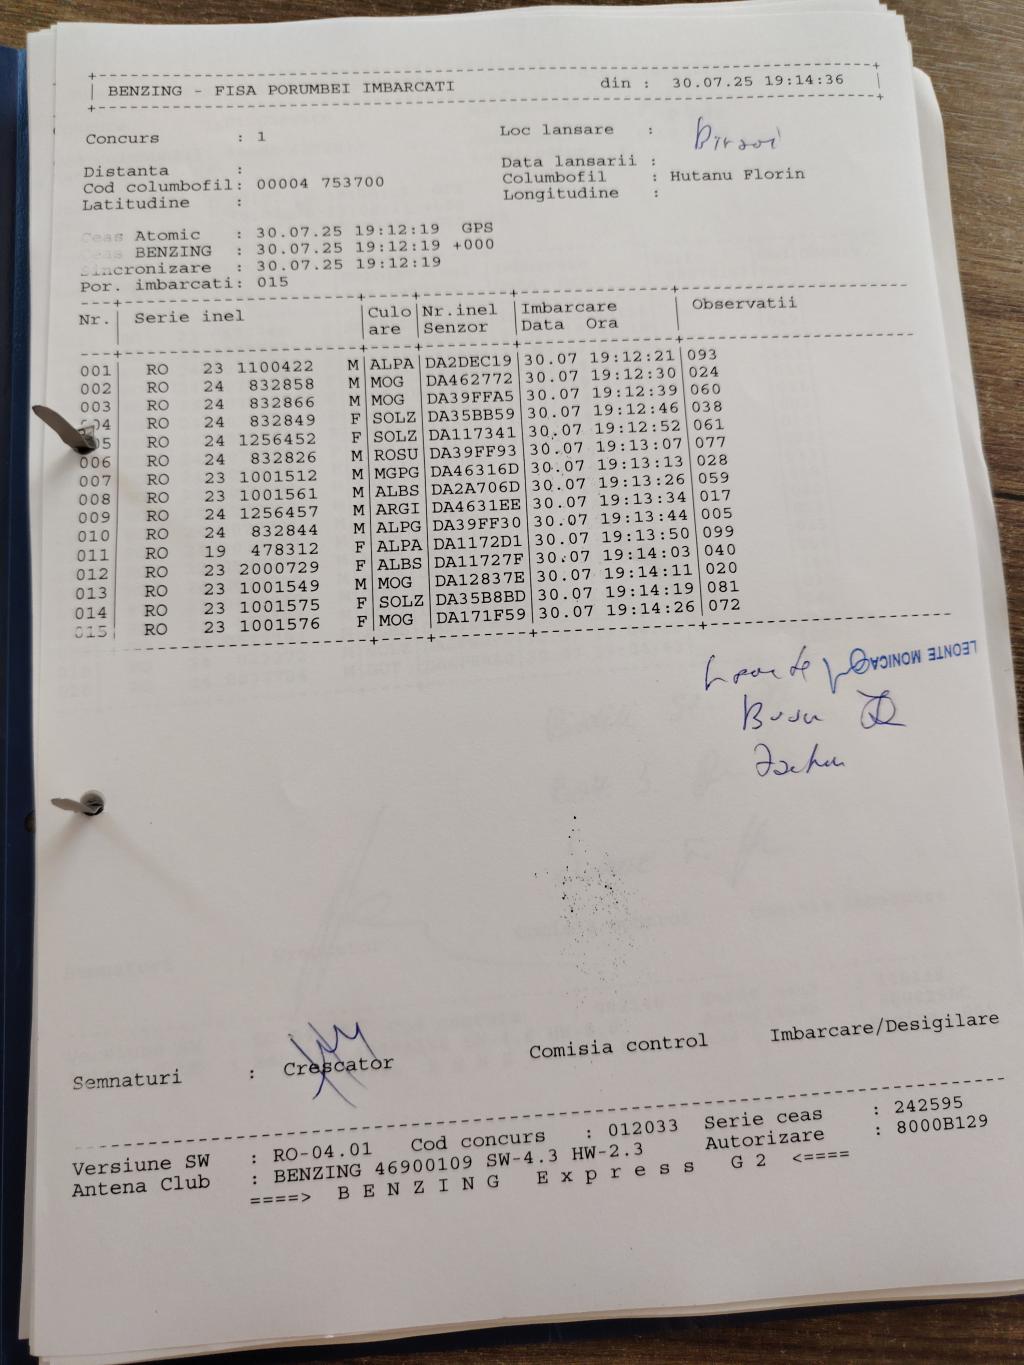 BENZING - FISA PORUMBEI IMBARCATI din : 30.07.25 19:14:36
Concurs : 1 Loc lansare :
Distanta : Data lansarii :
Cod columbofil: 00004 753700 Columbofil : Hutanu Florin
Latitudine : Longitudine :
Ceas Atomic : 30.07.25 19:12:19 GPS
Ceas BENZING : 30.07.25 19:12:19 +000
Sincronizare : 30.07.25 19:12:19
Por. imbarcati: 015
Nr. Serie inel Culo Nr.inel Imbarcare Observatii
are Senzor Data Ora
001 RO 23 1100422 M ALPA DA2DEC19 30.07 19:12:21 093
002 RO 24 832858 M MOG DA462772 30.07 19:12:30 024
003 RO 24 832866 M MOG DA39FFA5 30.07 19:12:39 060
04 RO 24 832849 F SOLZ DA35BB59 30.07 19:12:46 038
05 RO 24 1256452 F SOLZ DA117341 30.07 19:12:52 061
006 RO 24 832826 M ROSU DA39FF93 30.07 19:13:07 077
007 RO 23 1001512 M MGPG DA46316D 30.07 19:13:13 028
008 RO 23 1001561 M ALBS DA2A706D 30.07 19:13:26 059
009 RO 24 1256457 M ARGI DA4631EE 30.07 19:13:34 017
010 RO 24 832844 M ALPG DA39FF30 30.07 19:13:44 005
011 RO 19 478312 F ALPA DA1172D1 30.07 19:13:50 099
012 RO 23 2000729 F ALBS DA11727F 30.07 19:14:03 040
013 RO 23 1001549 M MOG DA12837E 30.07 19:14:11 020
014 RO 23 1001575 F SOLZ DA35B8BD 30.07 19:14:19 081
015 RO 23 1001576 F MOG DA171F59 30.07 19:14:26 072
LEONTE MONICA
Semnaturi : Crescator Comisia control Imbarcare/Desigilare
Versiune SW : RO-04.01 Cod concurs : 012033 Serie ceas : 242595
Antena Club : BENZING 46900109 SW-4.3 HW-2.3 Autorizare : 8000B129
====> B E N Z I N G E x p r e s s G 2 <====